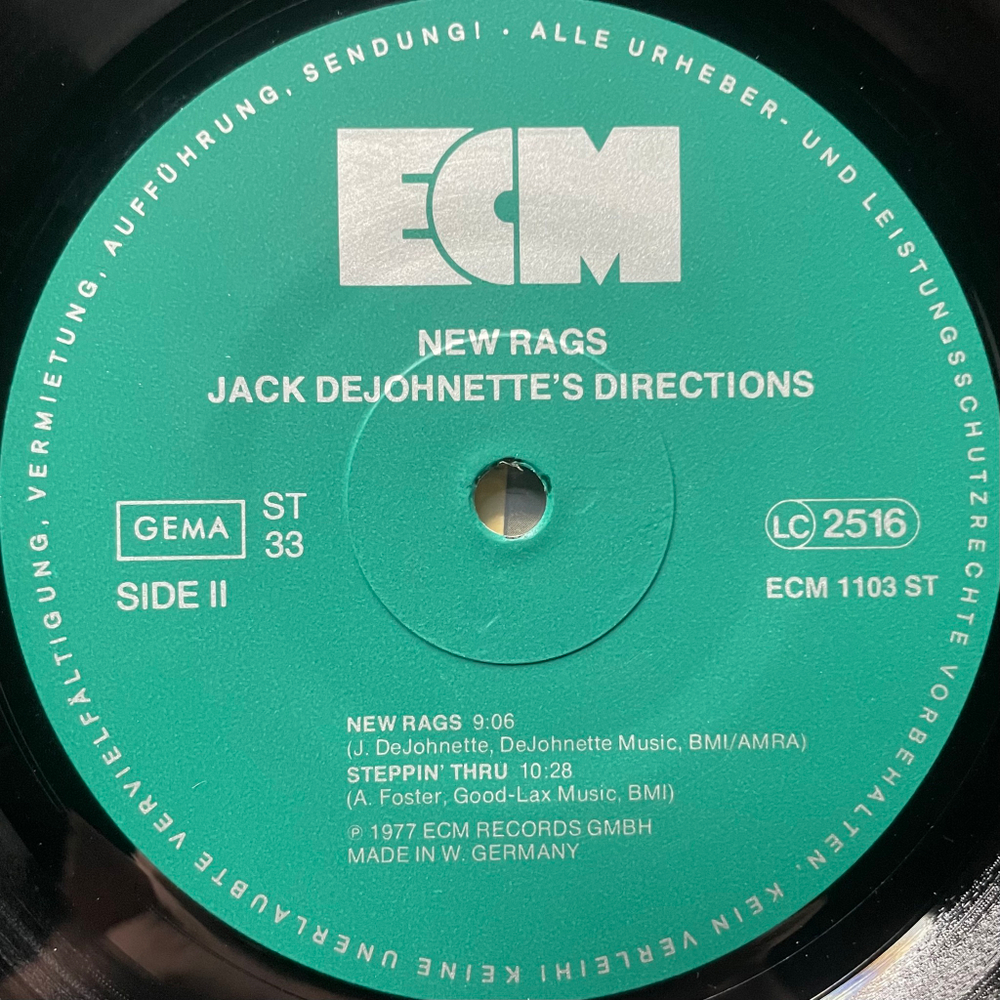 ALLE URHEBER- UND LEISTUNGSSCHUTZRECHTE VORBEHALTEN. KEIN VERLEIH! KEINE UNERLAUBTE VERVIELFÄLTIGUNG, VERMIETUNG, AUFFÜHRUNG, SENDUNG! •
ECM
NEW RAGS
JACK DEJOHNETTE'S DIRECTIONS
GEMA
ST
33
SIDE II
LC 2516
ECM 1103 ST
NEW RAGS 9:06
(J. DeJohnette, DeJohnette Music, BMI/AMRA)
STEPPIN' THRU 10:28
(A. Foster, Good-Lax Music, BMI)
℗ 1977 ECM RECORDS GMBH
MADE IN W. GERMANY